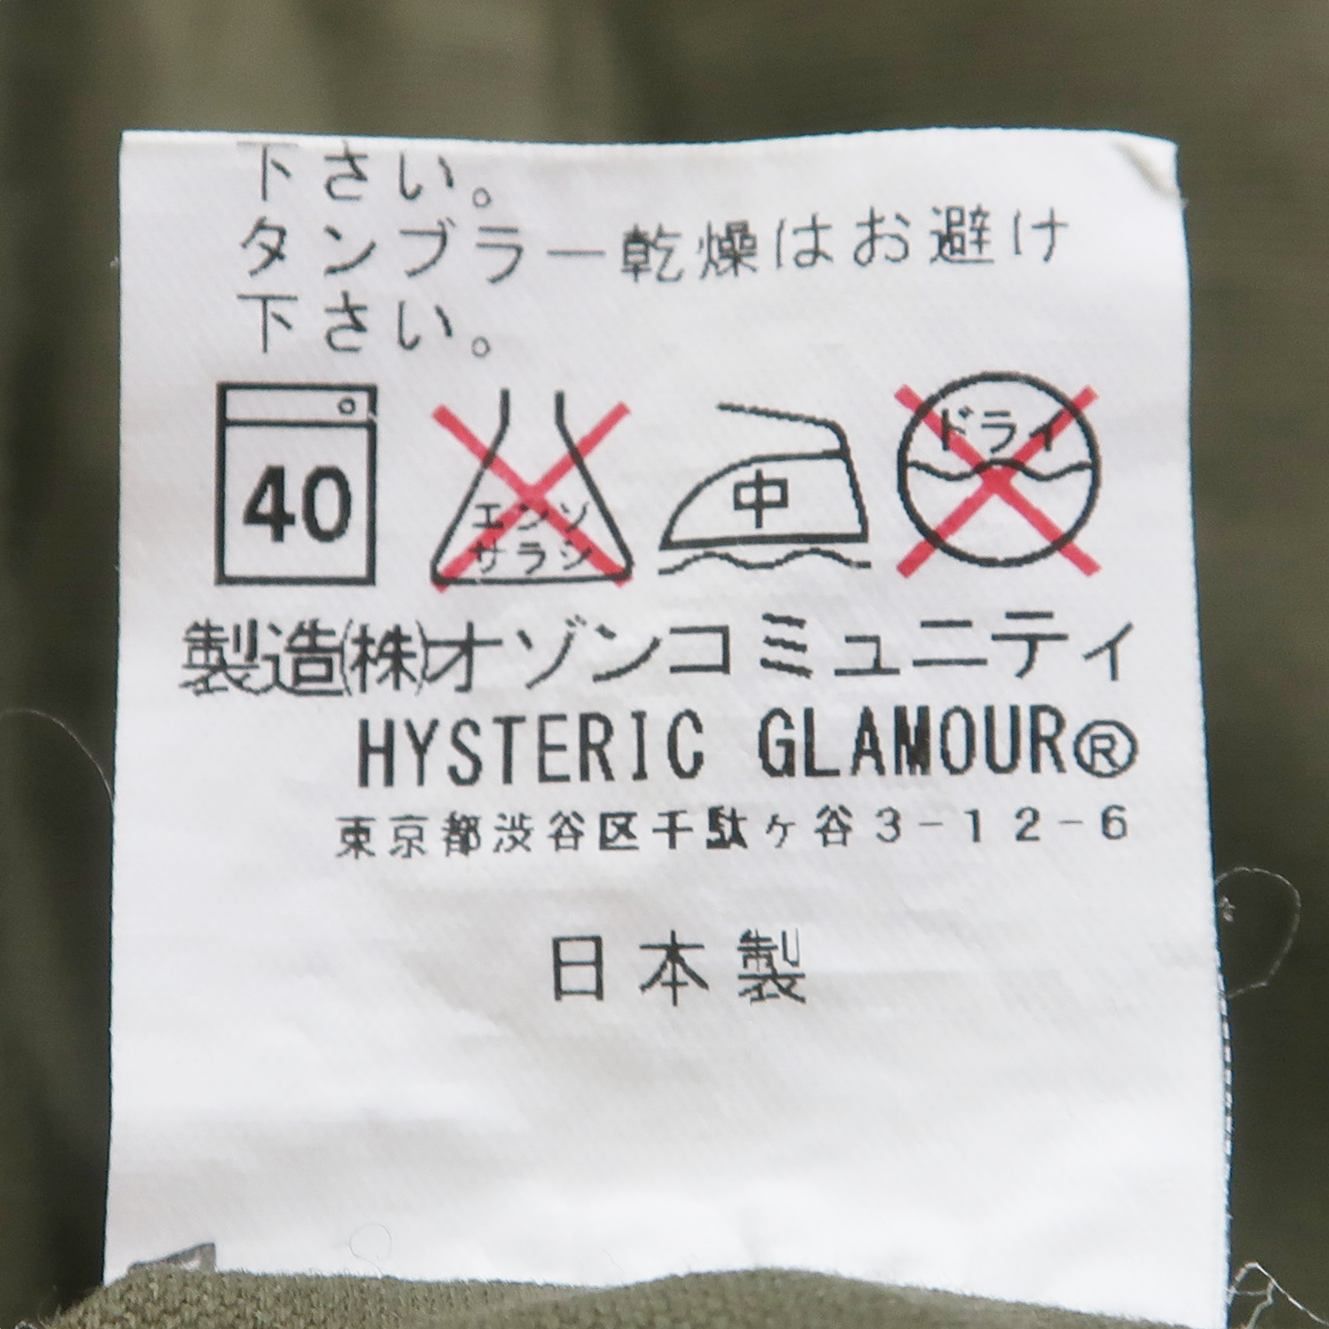 下さい。
タンブラー乾燥はお避け
下さい。
40
エンソ
サラシ
中
ドライ
製造(株)オゾンコミュニティ
HYSTERIC GLAMOUR®
東京都渋谷区千駄ヶ谷3-12-6
日本製